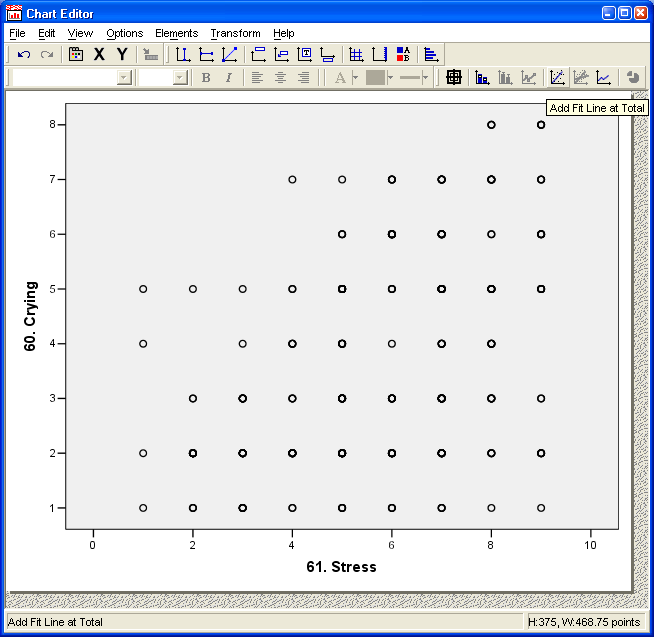 Chart Editor
File Edit View Options Elements Transform Help
X Y
B I A
Add Fit Line at Total
8
7
6
5
4
3
2
1
60. Crying
0 2 4 6 8 10
61. Stress
Add Fit Line at Total H:375, W:468.75 points